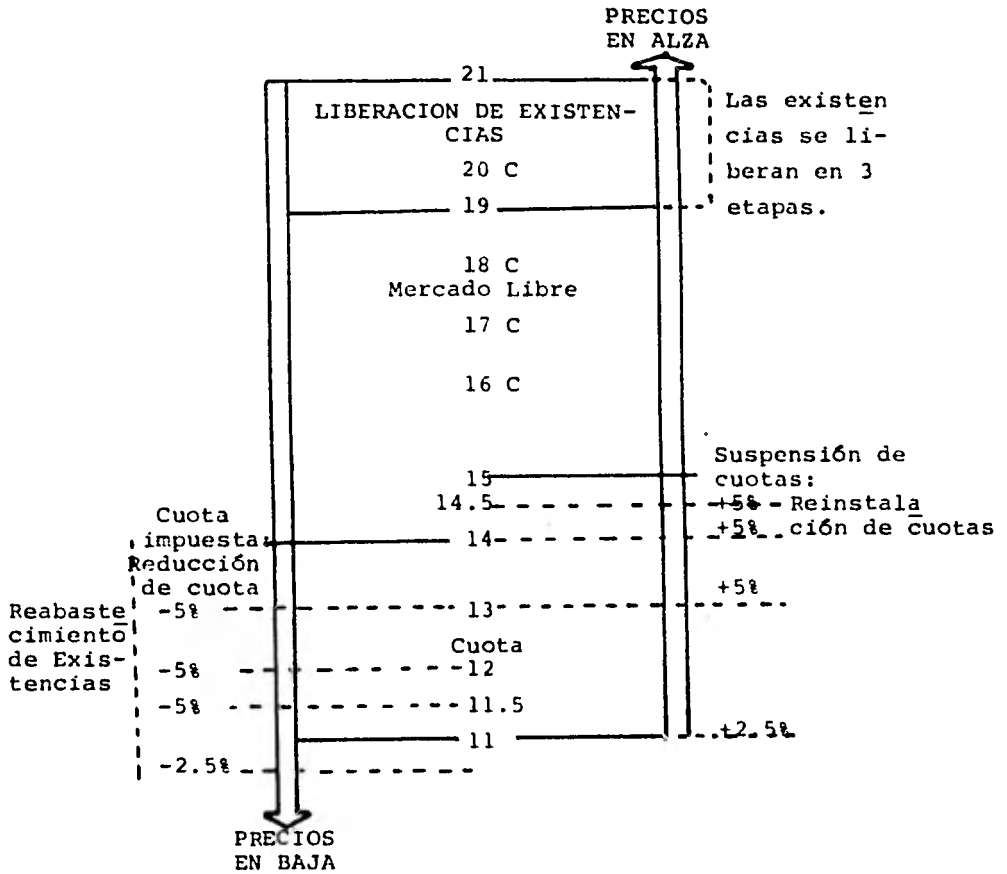 PRECIOS
EN ALZA
21
LIBERACION DE EXISTEN-
CIAS
20 C
19
Las existen
cias se li-
beran en 3
etapas.
18 C
Mercado Libre
17 C
16 C
15
Suspensión de
cuotas:
14.5
+5% Reinstala
ción de cuotas
+5%
Cuota
impuesta:
14
Reducción
de cuota
-5%
13
+5%
Reabaste
cimiento
de Exis-
tencias
Cuota
-5%
12
-5%
11.5
11
+2.5%
-2.5%
PRECIOS
EN BAJA